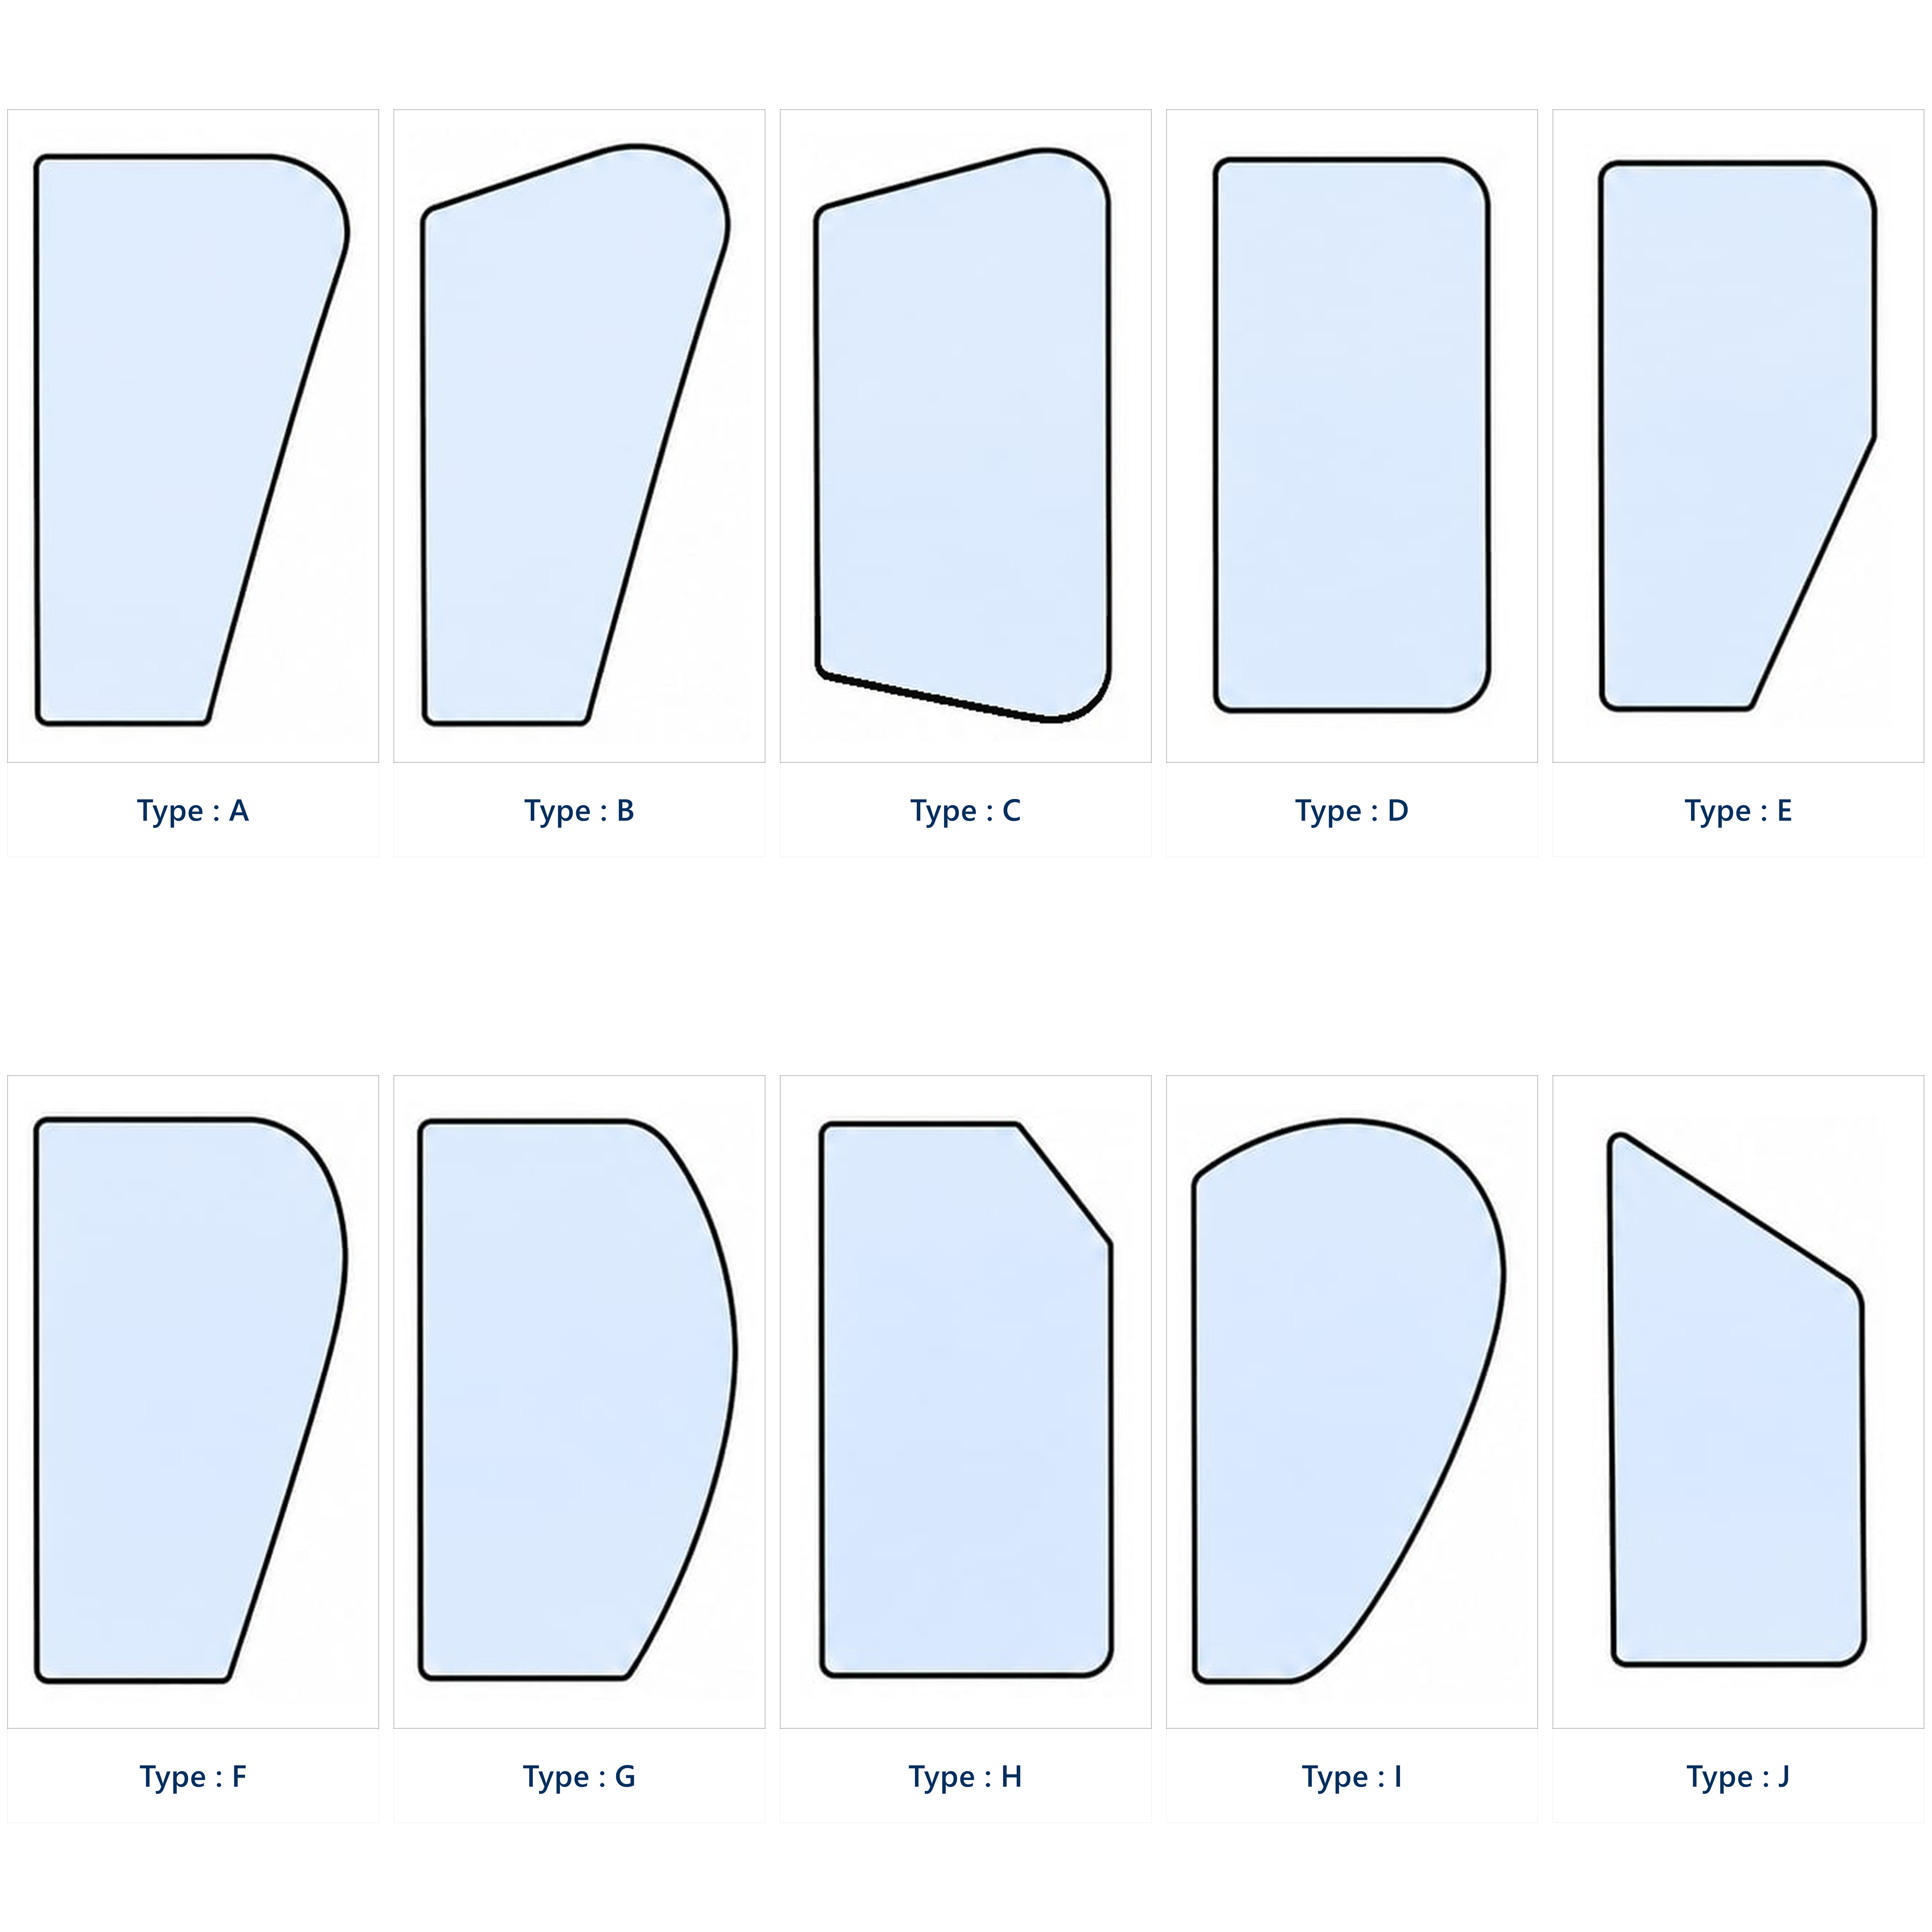 Type : A
Type : B
Type : C
Type : D
Type : E
Type : F
Type : G
Type : H
Type : I
Type : J